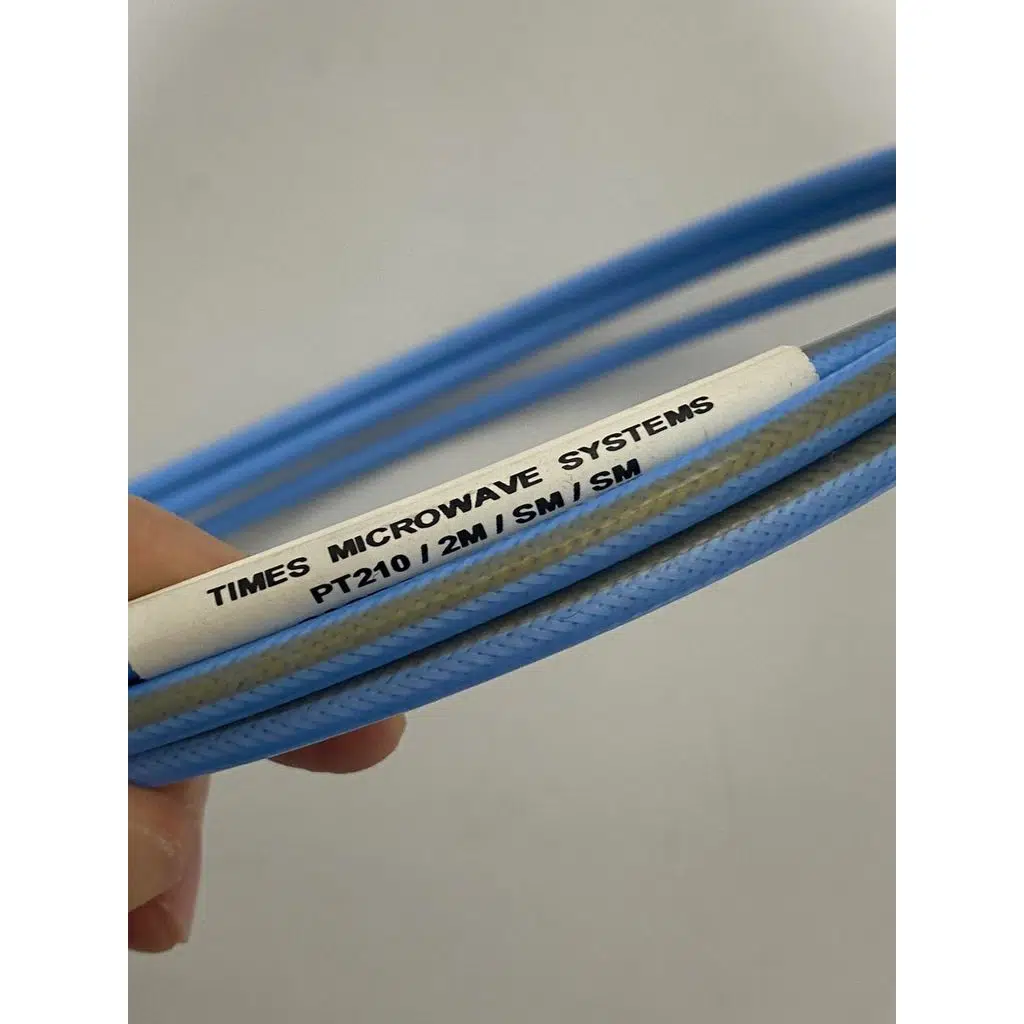 TIMES MICROWAVE SYSTEMS
PT210 / 2M / SM / SM